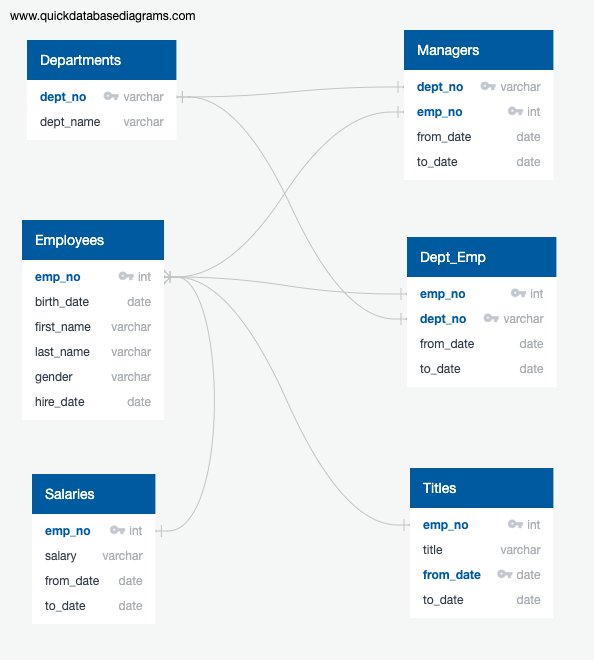 www.quickdatabasediagrams.com
Departments
dept_no varchar
dept_name varchar
Managers
dept_no varchar
emp_no int
from_date date
to_date date
Employees
emp_no int
birth_date date
first_name varchar
last_name varchar
gender varchar
hire_date date
Dept_Emp
emp_no int
dept_no varchar
from_date date
to_date date
Salaries
emp_no int
salary varchar
from_date date
to_date date
Titles
emp_no int
title varchar
from_date date
to_date date